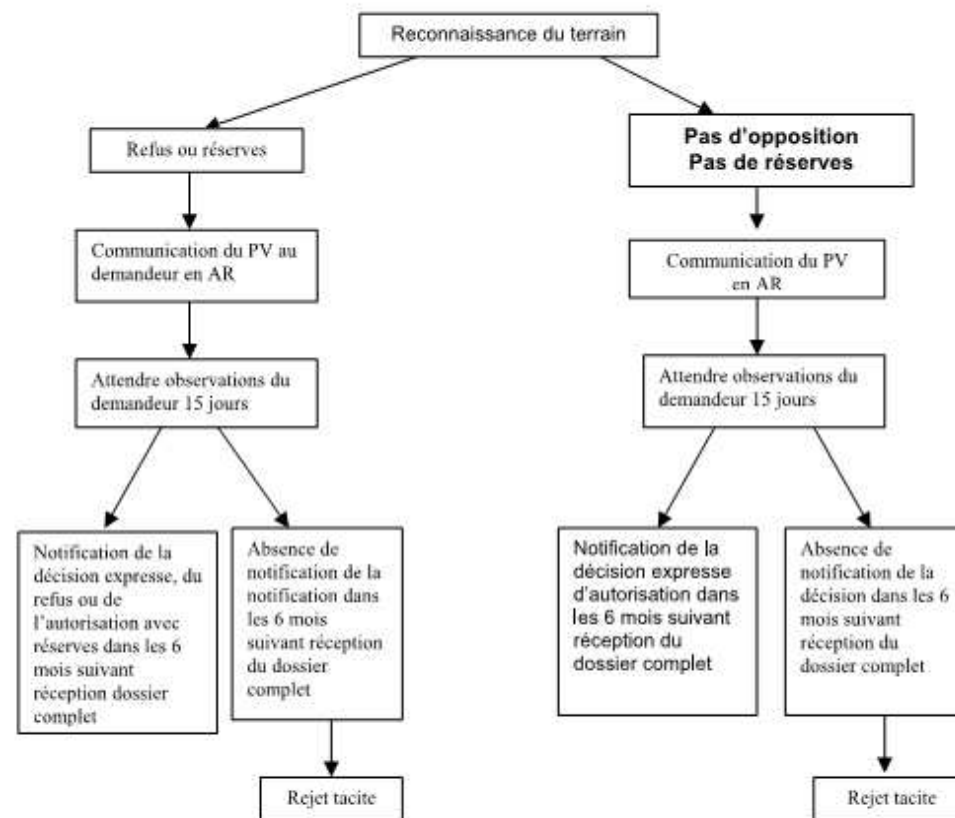 Reconnaissance du terrain
Refus ou réserves
Pas d'opposition
Pas de réserves
Communication du PV au
demandeur en AR
Communication du PV
en AR
Attendre observations du
demandeur 15 jours
Attendre observations du
demandeur 15 jours
Notification de la
décision expresse, du
refus ou de
l'autorisation avec
réserves dans les 6
mois suivant
réception dossier
complet
Absence de
notification de la
notification dans
les 6 mois
suivant réception
du dossier
complet
Notification de la
décision expresse
d'autorisation dans
les 6 mois suivant
réception du
dossier complet
Absence de
notification de la
décision dans les 6
mois suivant
réception du
dossier complet
Rejet tacite
Rejet tacite